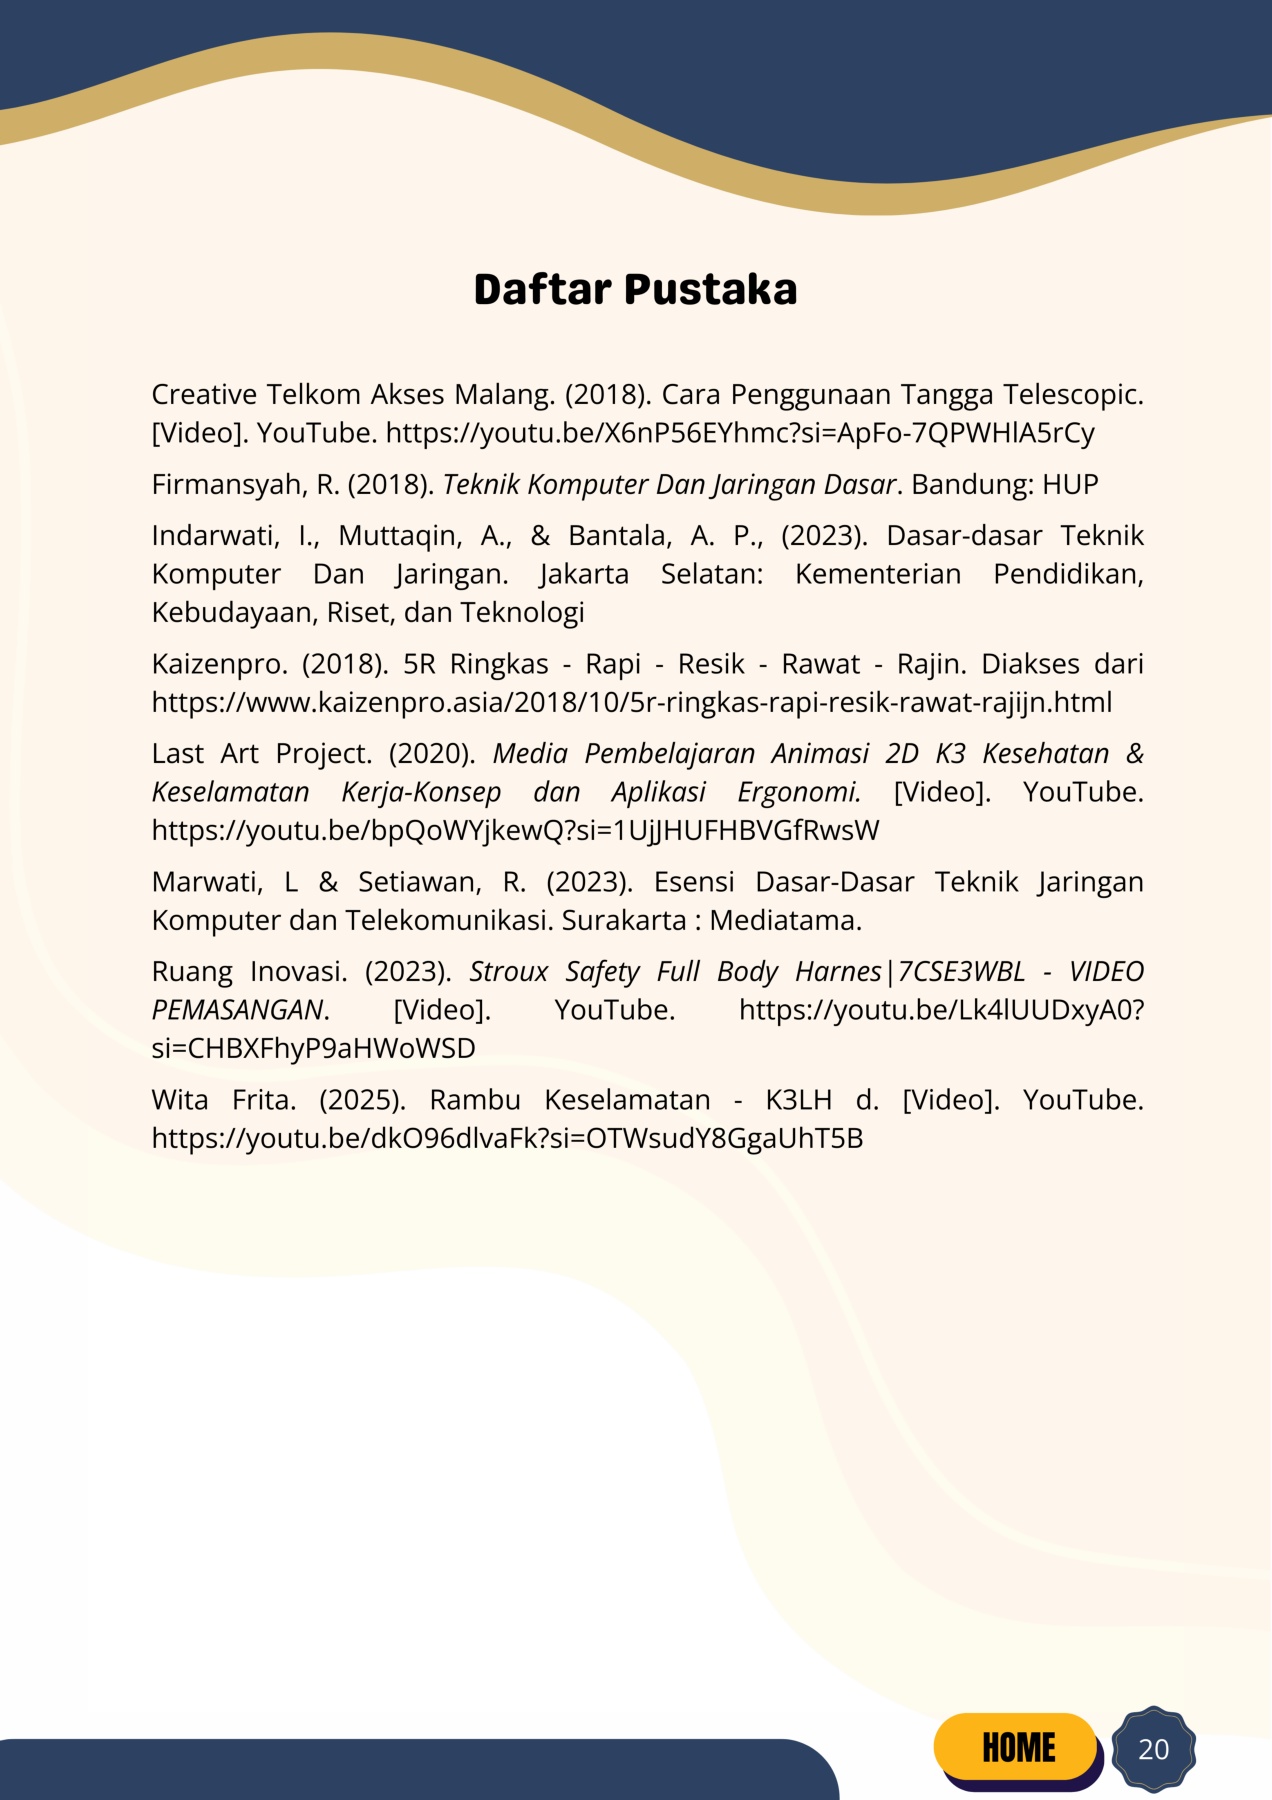 Daftar Pustaka
Creative Telkom Akses Malang. (2018). Cara Penggunaan Tangga Telescopic.
[Video]. YouTube. https://youtu.be/X6nP56EYhmc?si=ApFo-7QPWHlA5rCy
Firmansyah, R. (2018). Teknik Komputer Dan Jaringan Dasar. Bandung: HUP
Indarwati, I., Muttaqin, A., & Bantala, A. P., (2023). Dasar-dasar Teknik
Komputer Dan Jaringan. Jakarta Selatan: Kementerian Pendidikan,
Kebudayaan, Riset, dan Teknologi
Kaizenpro. (2018). 5R Ringkas - Rapi - Resik - Rawat - Rajin. Diakses dari
https://www.kaizenpro.asia/2018/10/5r-ringkas-rapi-resik-rawat-rajijn.html
Last Art Project. (2020). Media Pembelajaran Animasi 2D K3 Kesehatan &
Keselamatan Kerja-Konsep dan Aplikasi Ergonomi. [Video]. YouTube.
https://youtu.be/bpQoWYjkewQ?si=1UjJHUFHBVGfRwsW
Marwati, L & Setiawan, R. (2023). Esensi Dasar-Dasar Teknik Jaringan
Komputer dan Telekomunikasi. Surakarta : Mediatama.
Ruang Inovasi. (2023). Stroux Safety Full Body Harnes|7CSE3WBL - VIDEO
PEMASANGAN. [Video]. YouTube. https://youtu.be/Lk4lUUDxyA0?
si=CHBXFhyP9aHWoWSD
Wita Frita. (2025). Rambu Keselamatan - K3LH d. [Video]. YouTube.
https://youtu.be/dkO96dlvaFk?si=OTWsudY8GgaUhT5B
HOME
20